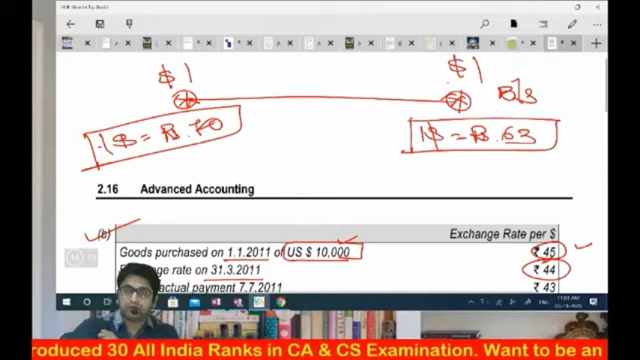 $ 1
$ 1
B/s
1$ = Rs.70
1$ = Rs.63
2.16 Advanced Accounting
(b)
Exchange Rate per $
Goods purchased on 1.1.2011 of US $ 10,000
₹ 45
rate on 31.3.2011
₹ 44
actual payment 7.7.2011
₹ 43
roduced 30 All India Ranks in CA & CS Examination. Want to be an